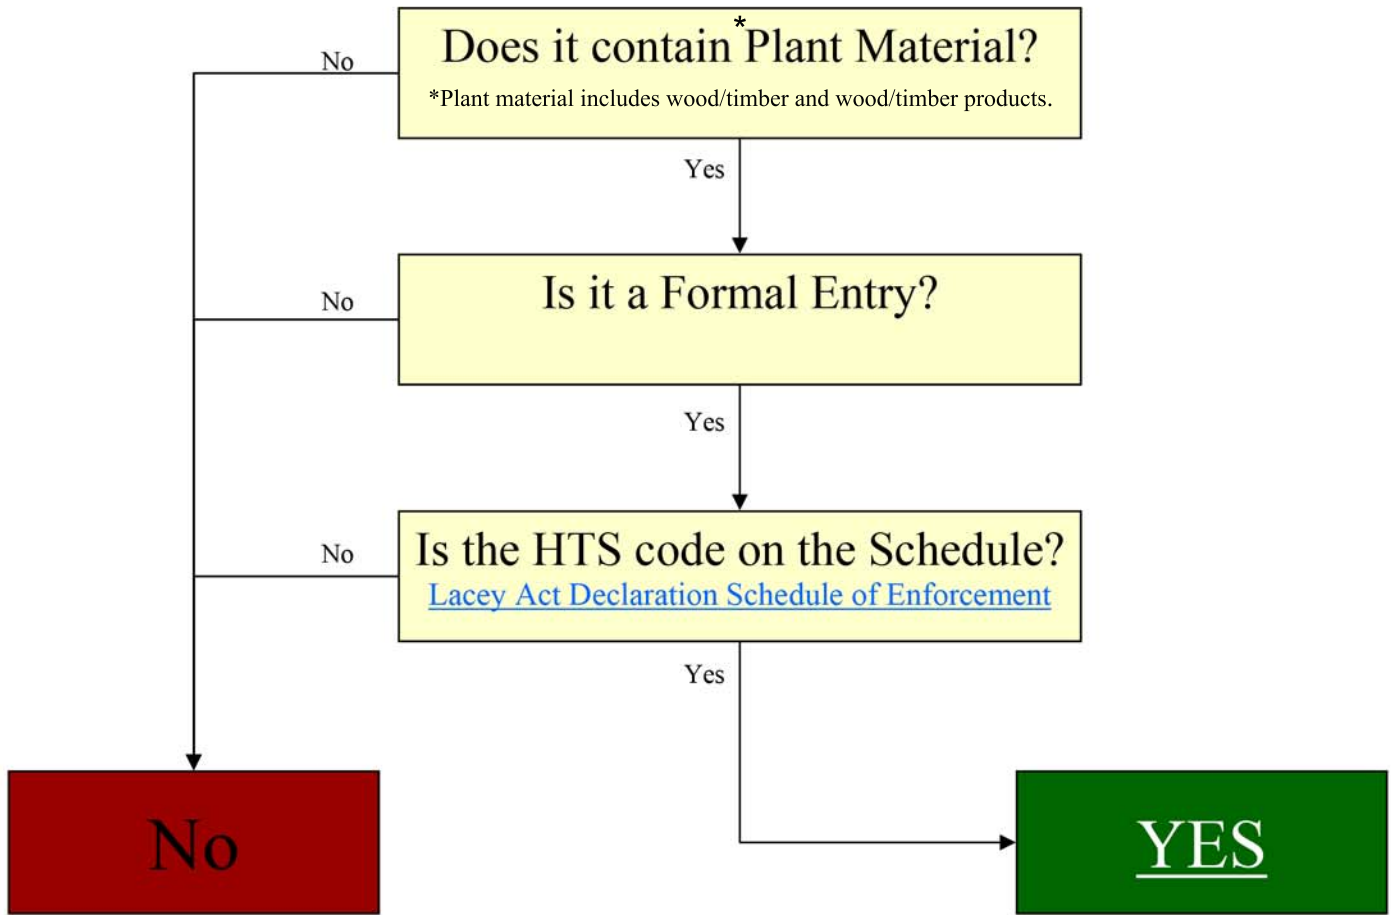 Does it contain *Plant Material?
*Plant material includes wood/timber and wood/timber products.
No
Yes
Is it a Formal Entry?
No
Yes
Is the HTS code on the Schedule?
Lacey Act Declaration Schedule of Enforcement
No
Yes
No
YES